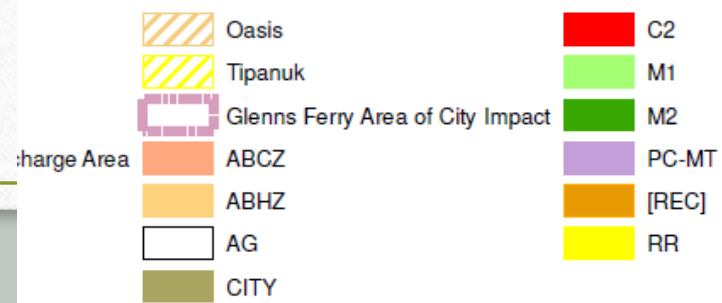 Oasis
Tipanuk
Glenns Ferry Area of City Impact
charge Area
ABCZ
ABHZ
AG
CITY
C2
M1
M2
PC-MT
[REC]
RR